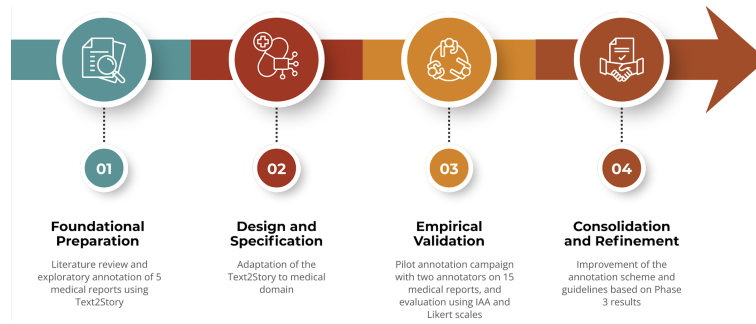 01
02
03
04
Foundational
Preparation
Literature review and
exploratory annotation of 5
medical reports using
Text2Story
Design and
Specification
Adaptation of the
Text2Story to medical
domain
Empirical
Validation
Pilot annotation campaign
with two annotators on 15
medical reports, and
evaluation using IAA and
Likert scales
Consolidation
and Refinement
Improvement of the
annotation scheme and
guidelines based on Phase
3 results